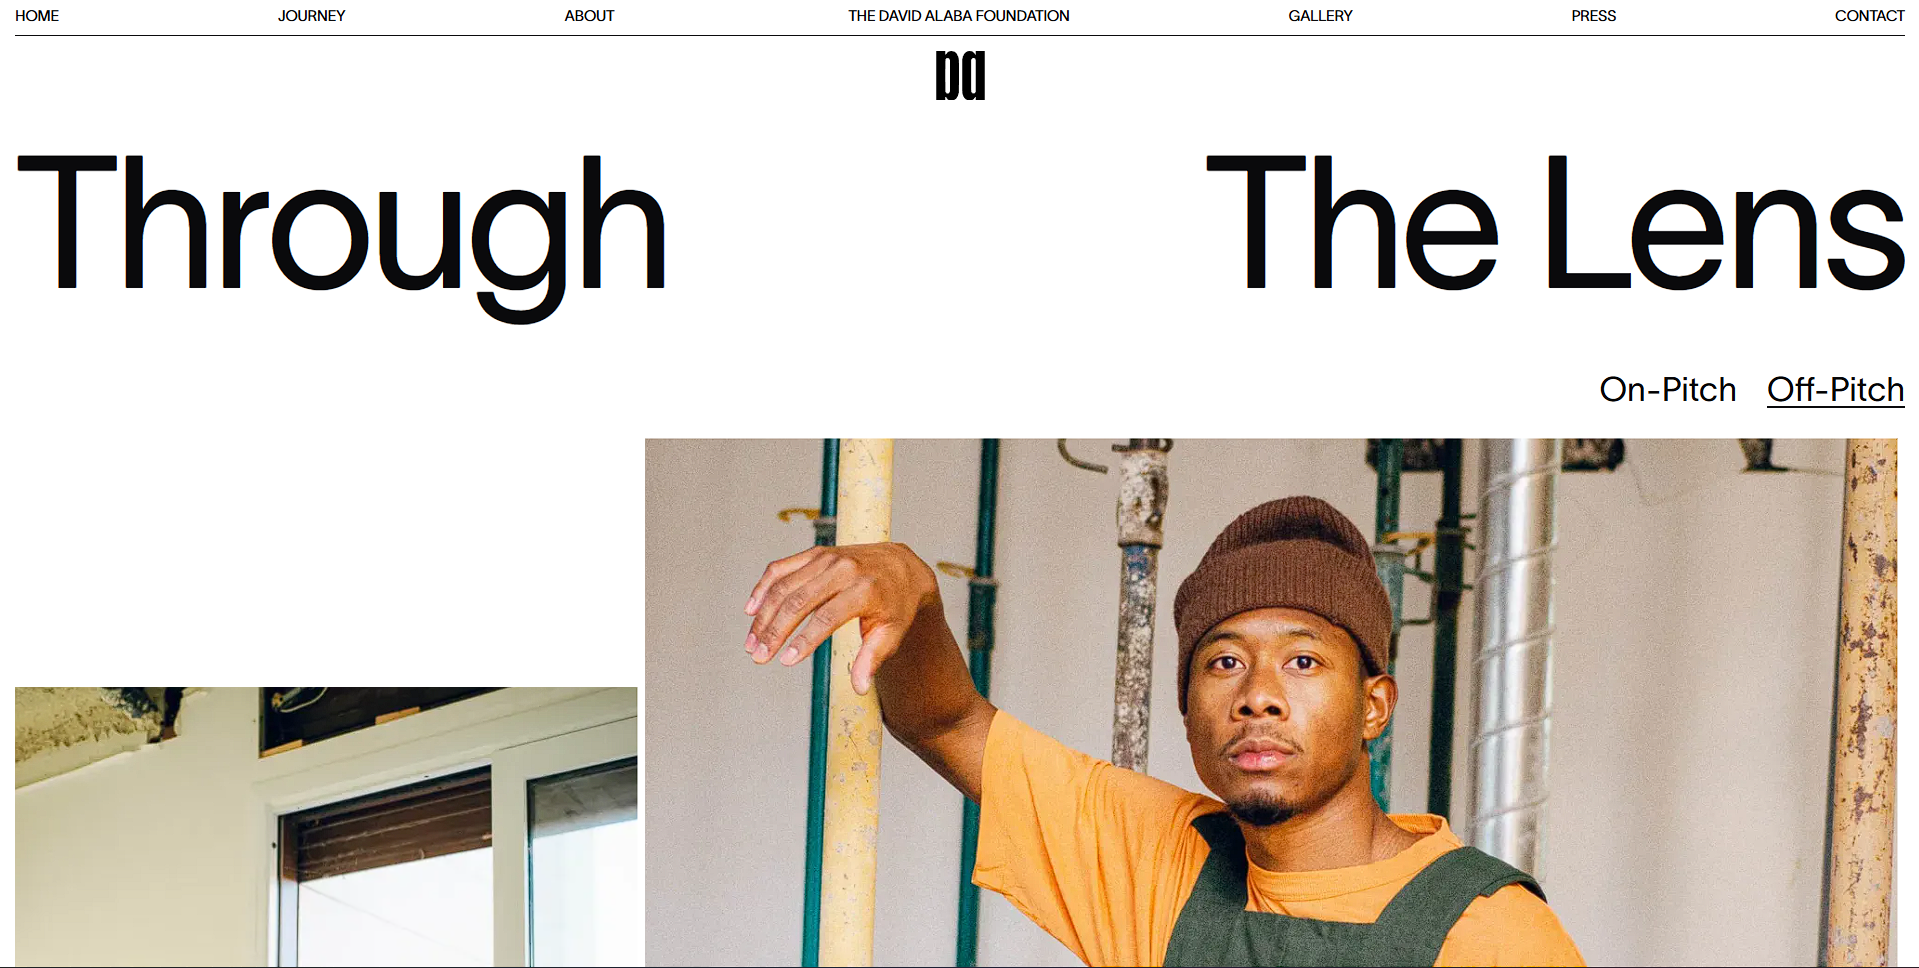 HOME JOURNEY ABOUT THE DAVID ALABA FOUNDATION GALLERY PRESS CONTACT
Da
Through The Lens
On-Pitch Off-Pitch